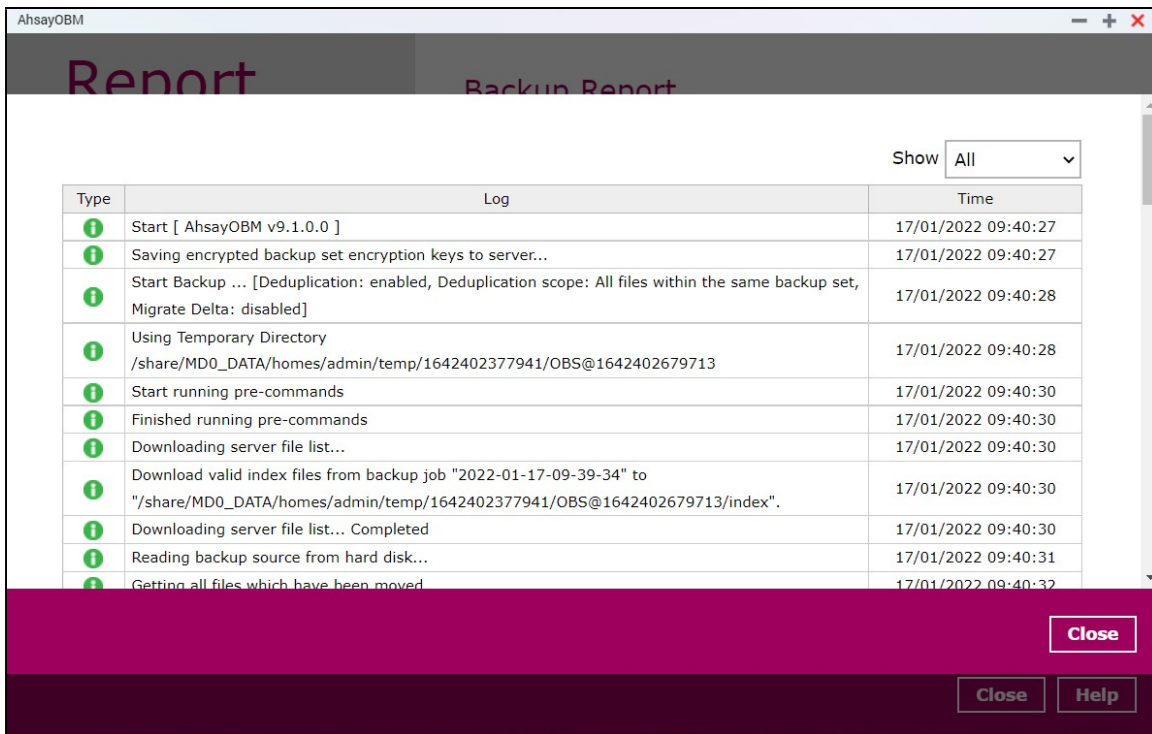 AhsayOBM
Report
Backup Report
Show All
Type Log Time
Start [ AhsayOBM v9.1.0.0 ] 17/01/2022 09:40:27
Saving encrypted backup set encryption keys to server... 17/01/2022 09:40:27
Start Backup ... [Deduplication: enabled, Deduplication scope: All files within the same backup set,
Migrate Delta: disabled] 17/01/2022 09:40:28
Using Temporary Directory
/share/MD0_DATA/homes/admin/temp/1642402377941/OBS@1642402679713 17/01/2022 09:40:28
Start running pre-commands 17/01/2022 09:40:30
Finished running pre-commands 17/01/2022 09:40:30
Downloading server file list... 17/01/2022 09:40:30
Download valid index files from backup job "2022-01-17-09-39-34" to
"/share/MD0_DATA/homes/admin/temp/1642402377941/OBS@1642402679713/index". 17/01/2022 09:40:30
Downloading server file list... Completed 17/01/2022 09:40:30
Reading backup source from hard disk... 17/01/2022 09:40:31
Getting all files which have been moved 17/01/2022 09:40:32
Close
Close Help